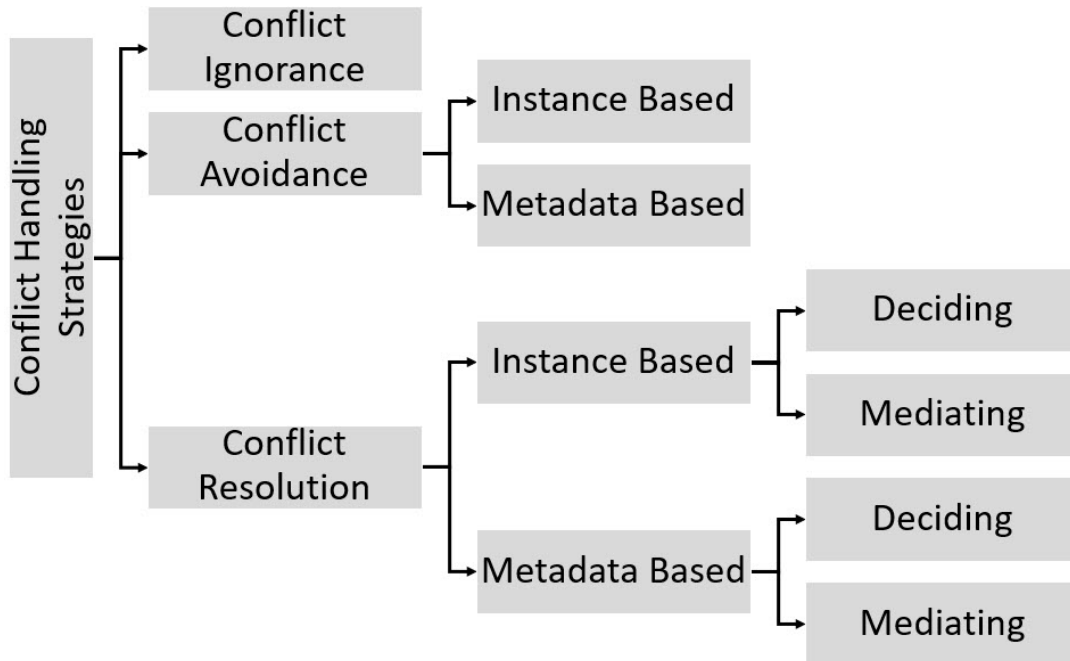 Conflict Handling
Strategies
Conflict
Ignorance
Conflict
Avoidance
Instance Based
Metadata Based
Conflict
Resolution
Instance Based
Deciding
Mediating
Metadata Based
Deciding
Mediating